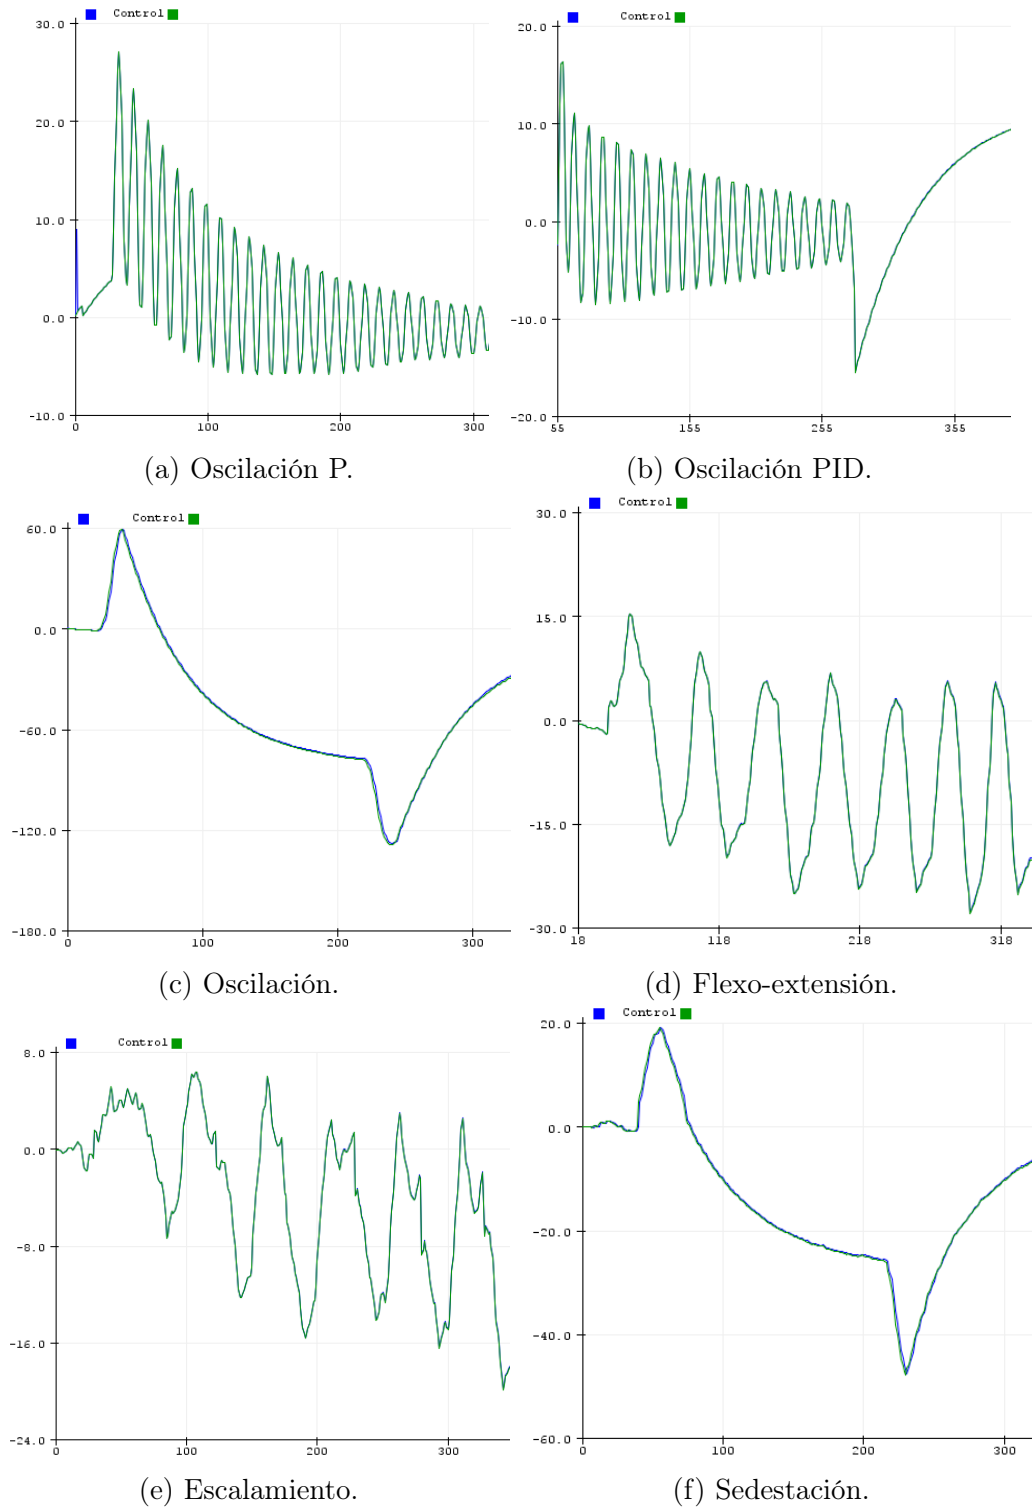 Control
30.0
20.0
10.0
0.0
-10.0
0 100 200 300
(a) Oscilación P.
Control
20.0
10.0
0.0
-10.0
-20.0
55 155 255 355
(b) Oscilación PID.
Control
60.0
0.0
-60.0
-120.0
-180.0
0 100 200 300
(c) Oscilación.
Control
30.0
15.0
0.0
-15.0
-30.0
18 118 218 318
(d) Flexo-extensión.
Control
8.0
0.0
-8.0
-16.0
-24.0
0 100 200 300
(e) Escalamiento.
Control
20.0
0.0
-20.0
-40.0
-60.0
0 100 200 300
(f) Sedestación.